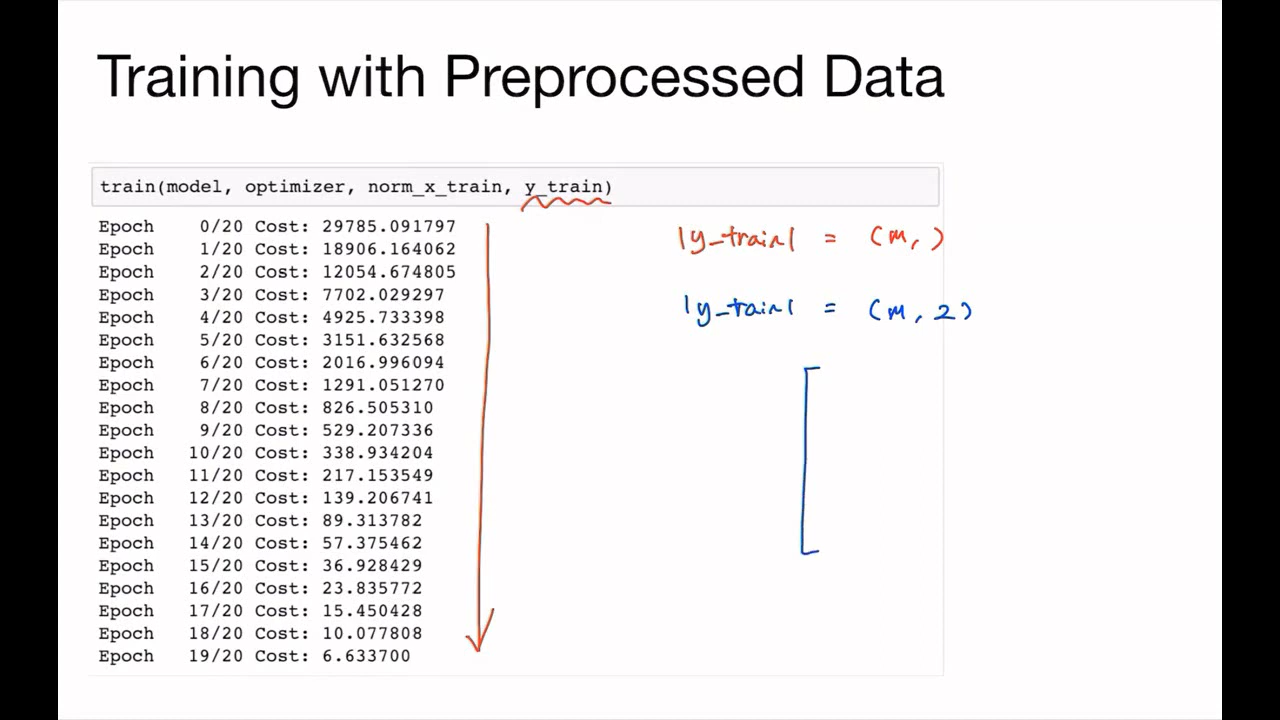 Training with Preprocessed Data
train(model, optimizer, norm_x_train, y_train)
Epoch 0/20 Cost: 29785.091797
Epoch 1/20 Cost: 18906.164062
Epoch 2/20 Cost: 12054.674805
Epoch 3/20 Cost: 7702.029297
Epoch 4/20 Cost: 4925.733398
Epoch 5/20 Cost: 3151.632568
Epoch 6/20 Cost: 2016.996094
Epoch 7/20 Cost: 1291.051270
Epoch 8/20 Cost: 826.505310
Epoch 9/20 Cost: 529.207336
Epoch 10/20 Cost: 338.934204
Epoch 11/20 Cost: 217.153549
Epoch 12/20 Cost: 139.206741
Epoch 13/20 Cost: 89.313782
Epoch 14/20 Cost: 57.375462
Epoch 15/20 Cost: 36.928429
Epoch 16/20 Cost: 23.835772
Epoch 17/20 Cost: 15.450428
Epoch 18/20 Cost: 10.077808
Epoch 19/20 Cost: 6.633700
|y_train| = (m, )
|y_train| = (m, 2)